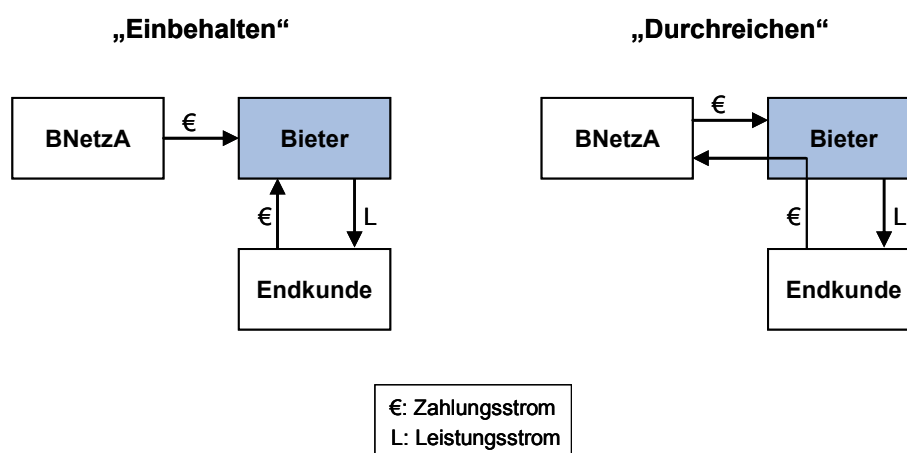 „Einbehalten“
„Durchreichen“
BNetzA
€
Bieter
€
L
Endkunde
BNetzA
€
Bieter
€
L
Endkunde
€: Zahlungsstrom
L: Leistungsstrom